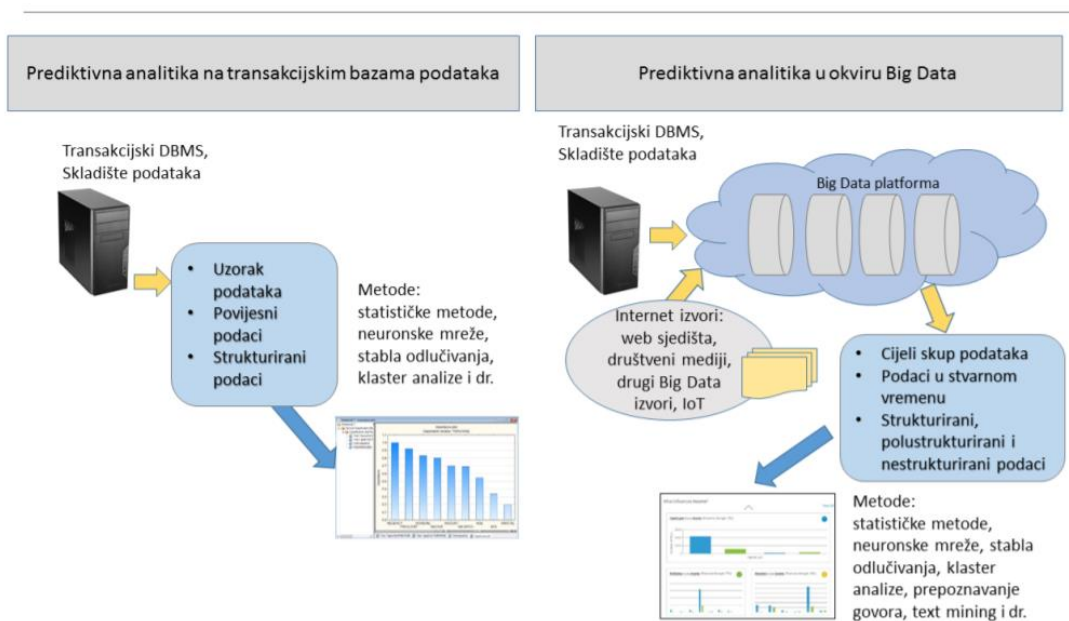 Prediktivna analitika na transakcijskim bazama podataka
Transakcijski DBMS,
Skladište podataka
• Uzorak
podataka
• Povijesni
podaci
• Strukturirani
podaci
Metode:
statističke metode,
neuronske mreže,
stabla odlučivanja,
klaster analize i dr.
Prediktivna analitika u okviru Big Data
Transakcijski DBMS,
Skladište podataka
Big Data platforma
Internet izvori:
web sjedišta,
društveni mediji,
drugi Big Data
izvori, IoT
• Cijeli skup podataka
• Podaci u stvarnom
vremenu
• Strukturirani,
polustrukturirani i
nestrukturirani podaci
Metode:
statističke metode,
neuronske mreže, stabla
odlučivanja, klaster
analize, prepoznavanje
govora, text mining i dr.